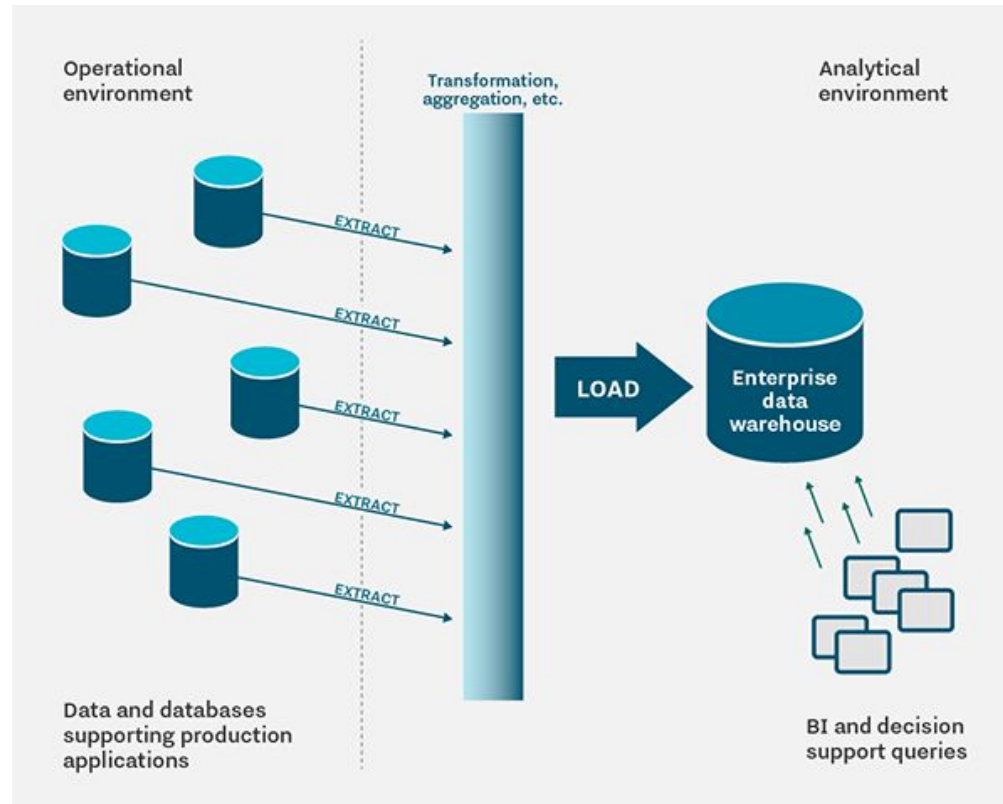 Operational
environment
Transformation,
aggregation, etc.
Analytical
environment
EXTRACT
EXTRACT
EXTRACT
EXTRACT
EXTRACT
LOAD
Enterprise
data
warehouse
Data and databases
supporting production
applications
BI and decision
support queries